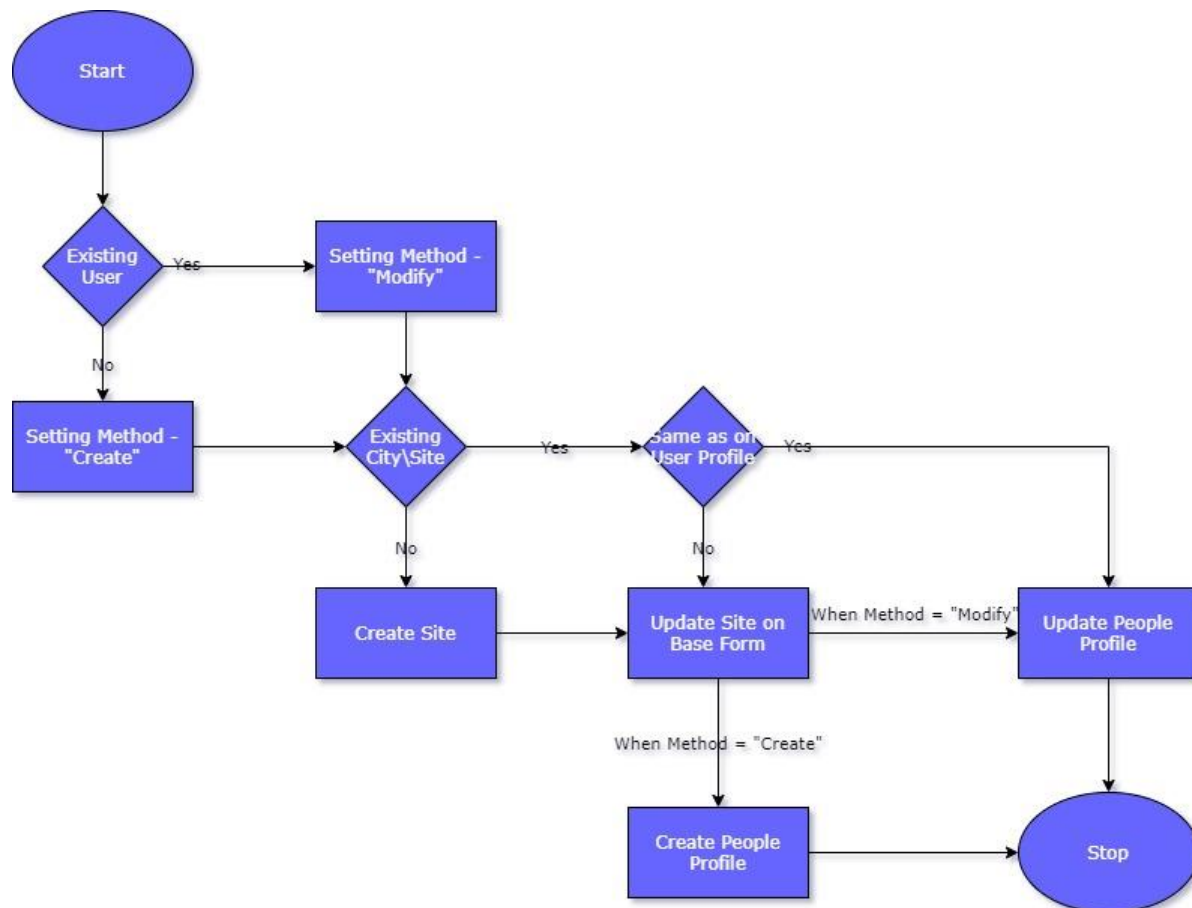 Start
Existing
User
Yes
Setting Method -
"Modify"
No
Setting Method -
"Create"
Existing
City\Site
Yes
Same as on
User Profile
Yes
No
No
Create Site
Update Site on
Base Form
When Method = "Modify"
Update People
Profile
When Method = "Create"
Create People
Profile
Stop